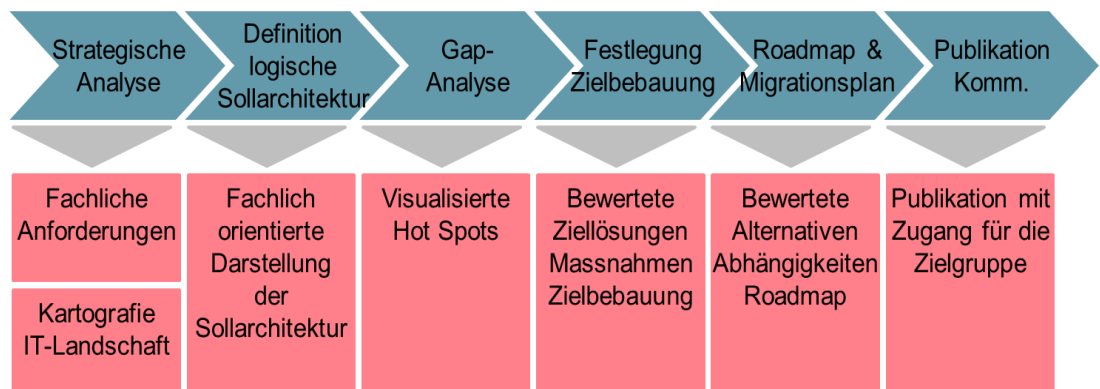 Strategische
Analyse
Definition
logische
Sollarchitektur
Gap-
Analyse
Festlegung
Zielbebauung
Roadmap &
Migrationsplan
Publikation
Komm.
Fachliche
Anforderungen
Kartografie
IT-Landschaft
Fachlich
orientierte
Darstellung
der
Sollarchitektur
Visualisierte
Hot Spots
Bewertete
Ziellösungen
Massnahmen
Zielbebauung
Bewertete
Alternativen
Abhängigkeiten
Roadmap
Publikation mit
Zugang für die
Zielgruppe